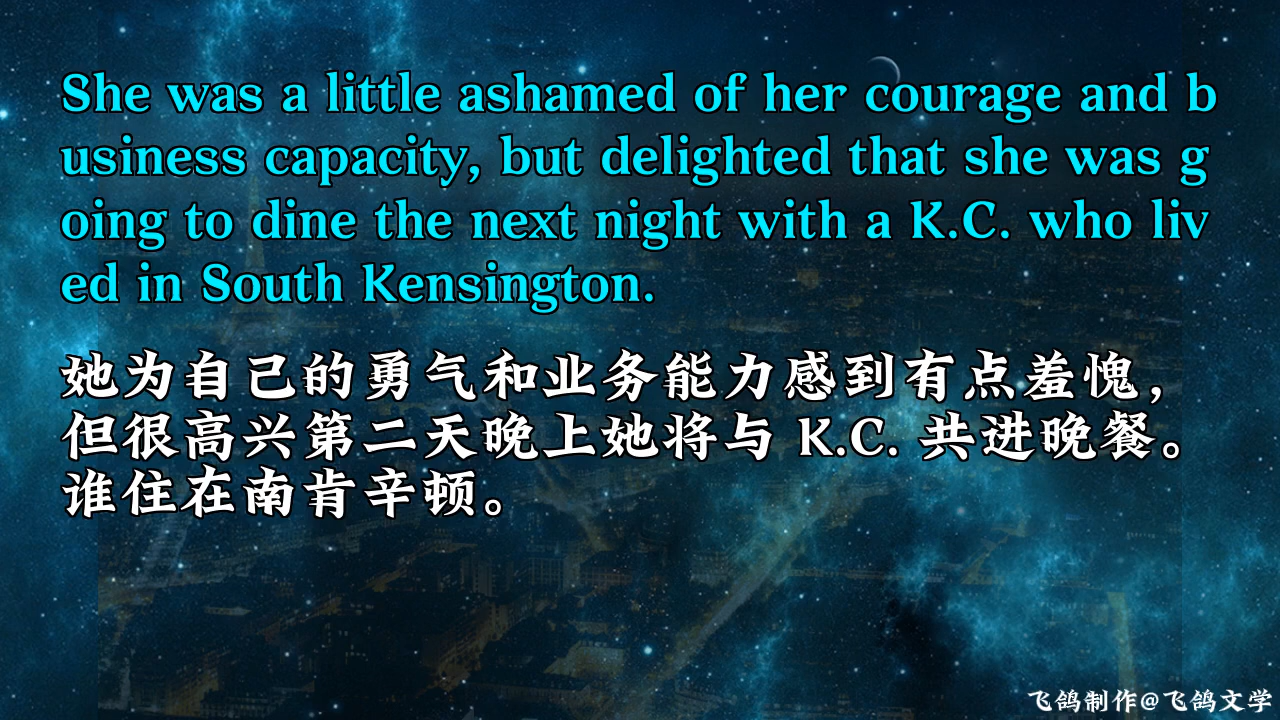 She was a little ashamed of her courage and b
usiness capacity, but delighted that she was g
oing to dine the next night with a K.C. who liv
ed in South Kensington.
她为自己的勇气和业务能力感到有点羞愧，
但很高兴第二天晚上她将与 K.C. 共进晚餐。
谁住在南肯辛顿。
飞鸽制作@飞鸽文学